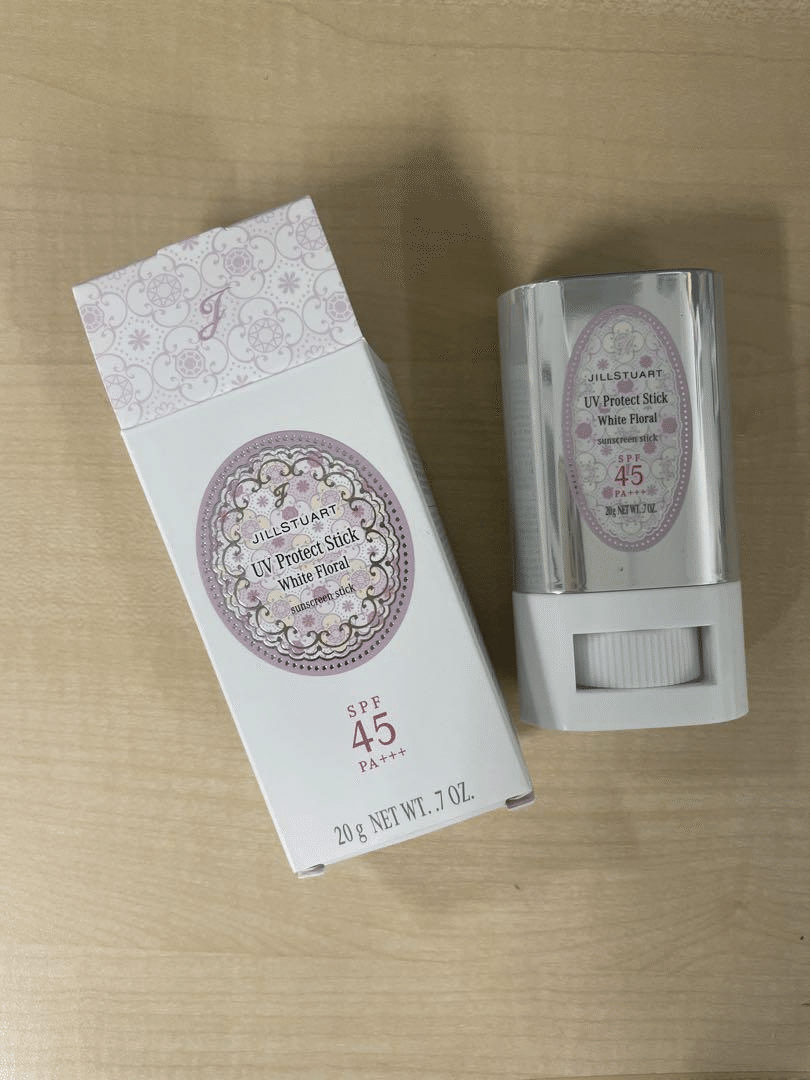 J
J
JILLSTUART
UV Protect Stick
White Floral
sunscreen stick
SPF
45
PA+++
20 g NET WT. .7 OZ.
JILLSTUART
UV Protect Stick
White Floral
sunscreen stick
SPF
45
PA+++
20g NET WT. .7 OZ.